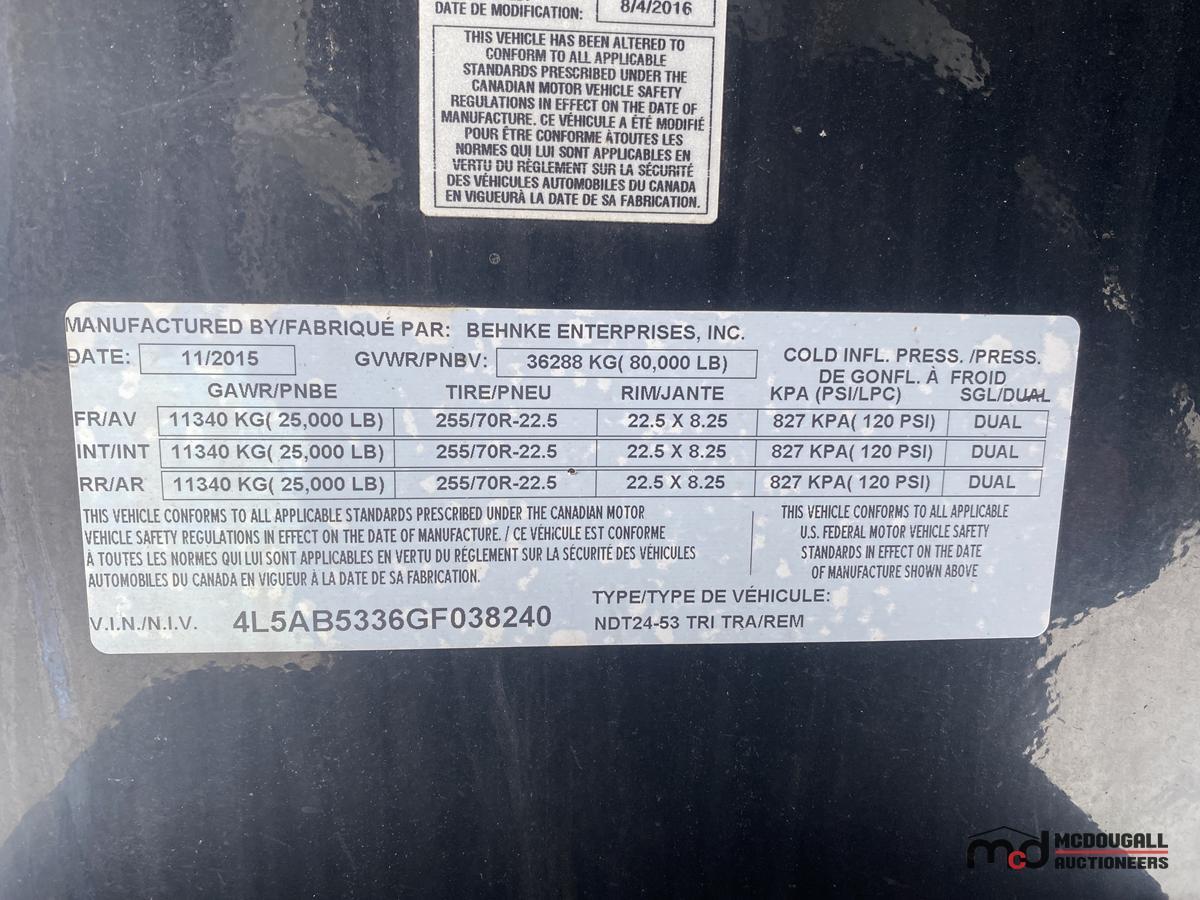 DATE DE MODIFICATION: 8/4/2016
THIS VEHICLE HAS BEEN ALTERED TO
CONFORM TO ALL APPLICABLE
STANDARDS PRESCRIBED UNDER THE
CANADIAN MOTOR VEHICLE SAFETY
REGULATIONS IN EFFECT ON THE DATE OF
MANUFACTURE. CE VÉHICULE A ÉTÉ MODIFIÉ
POUR ÊTRE CONFORME ÀTOUTES LES
NORMES QUI LUI SONT APPLICABLES EN
VERTU DU RÈGLEMENT SUR LA SÉCURITÉ
DES VÉHICULES AUTOMOBILES DU CANADA
EN VIGUEURÀ LA DATE DE SA FABRICATION.
MANUFACTURED BY/FABRIQUÉ PAR: BEHNKE ENTERPRISES, INC.
DATE: 11/2015 GVWR/PNBV: 36288 KG( 80,000 LB) COLD INFL. PRESS. /PRESS.
DE GONFL. À FROID
GAWR/PNBE TIRE/PNEU RIM/JANTE KPA (PSI/LPC) SGL/DUAL
FR/AV 11340 KG( 25,000 LB) 255/70R-22.5 22.5 X 8.25 827 KPA( 120 PSI) DUAL
INT/INT 11340 KG( 25,000 LB) 255/70R-22.5 22.5 X 8.25 827 KPA( 120 PSI) DUAL
RR/AR 11340 KG( 25,000 LB) 255/70R-22.5 22.5 X 8.25 827 KPA( 120 PSI) DUAL
THIS VEHICLE CONFORMS TO ALL APPLICABLE STANDARDS PRESCRIBED UNDER THE CANADIAN MOTOR
VEHICLE SAFETY REGULATIONS IN EFFECT ON THE DATE OF MANUFACTURE. / CE VÉHICULE EST CONFORME
À TOUTES LES NORMES QUI LUI SONT APPLICABLES EN VERTU DU RÉGLEMENT SUR LA SÉCURITÉ DES VÉHICULES
AUTOMOBILES DU CANADA EN VIGUEUR À LA DATE DE SA FABRICATION.
THIS VEHICLE CONFORMS TO ALL APPLICABLE
U.S. FEDERAL MOTOR VEHICLE SAFETY
STANDARDS IN EFFECT ON THE DATE
OF MANUFACTURE SHOWN ABOVE
V.I.N./N.I.V. 4L5AB5336GF038240
TYPE/TYPE DE VÉHICULE:
NDT24-53 TRI TRA/REM
mcd MCDOUGALL
AUCTIONEERS